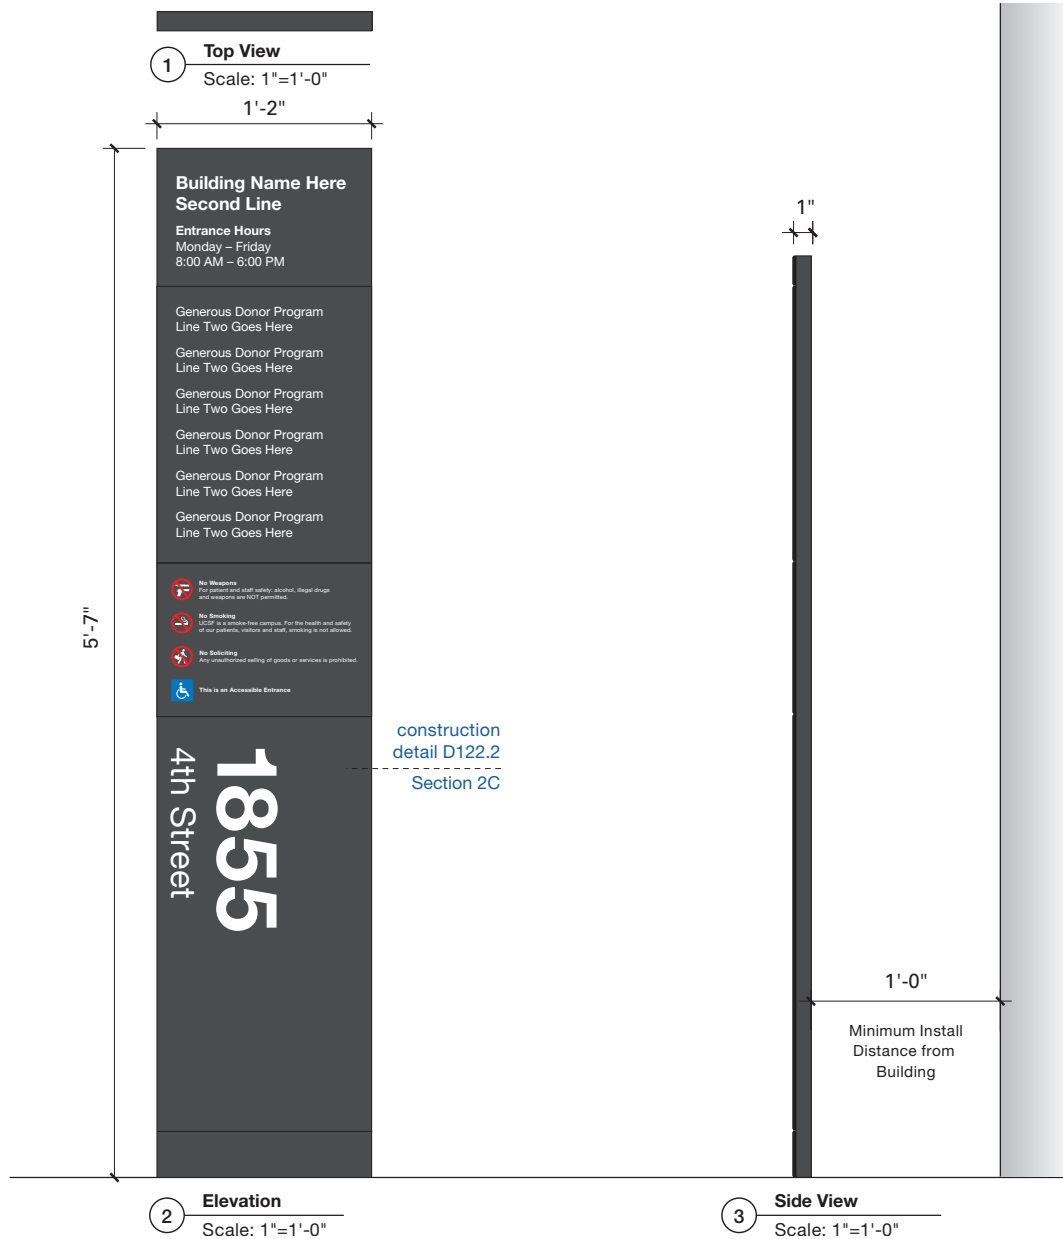 1
Top View
Scale: 1"=1'-0"
1'-2"
Building Name Here
Second Line
Entrance Hours
Monday – Friday
8:00 AM – 6:00 PM
Generous Donor Program
Line Two Goes Here
Generous Donor Program
Line Two Goes Here
Generous Donor Program
Line Two Goes Here
Generous Donor Program
Line Two Goes Here
Generous Donor Program
Line Two Goes Here
Generous Donor Program
Line Two Goes Here
No Weapons
For patient and staff safety: alcohol, illegal drugs
and weapons are NOT permitted.
No Smoking
UCSF is a smoke-free campus. For the health and safety
of our patients, visitors and staff, smoking is not allowed.
No Soliciting
Any unauthorized selling of goods or services is prohibited.
This is an Accessible Entrance
1855
4th Street
5'-7"
construction
detail D122.2
Section 2C
2
Elevation
Scale: 1"=1'-0"
1"
1'-0"
Minimum Install
Distance from
Building
3
Side View
Scale: 1"=1'-0"